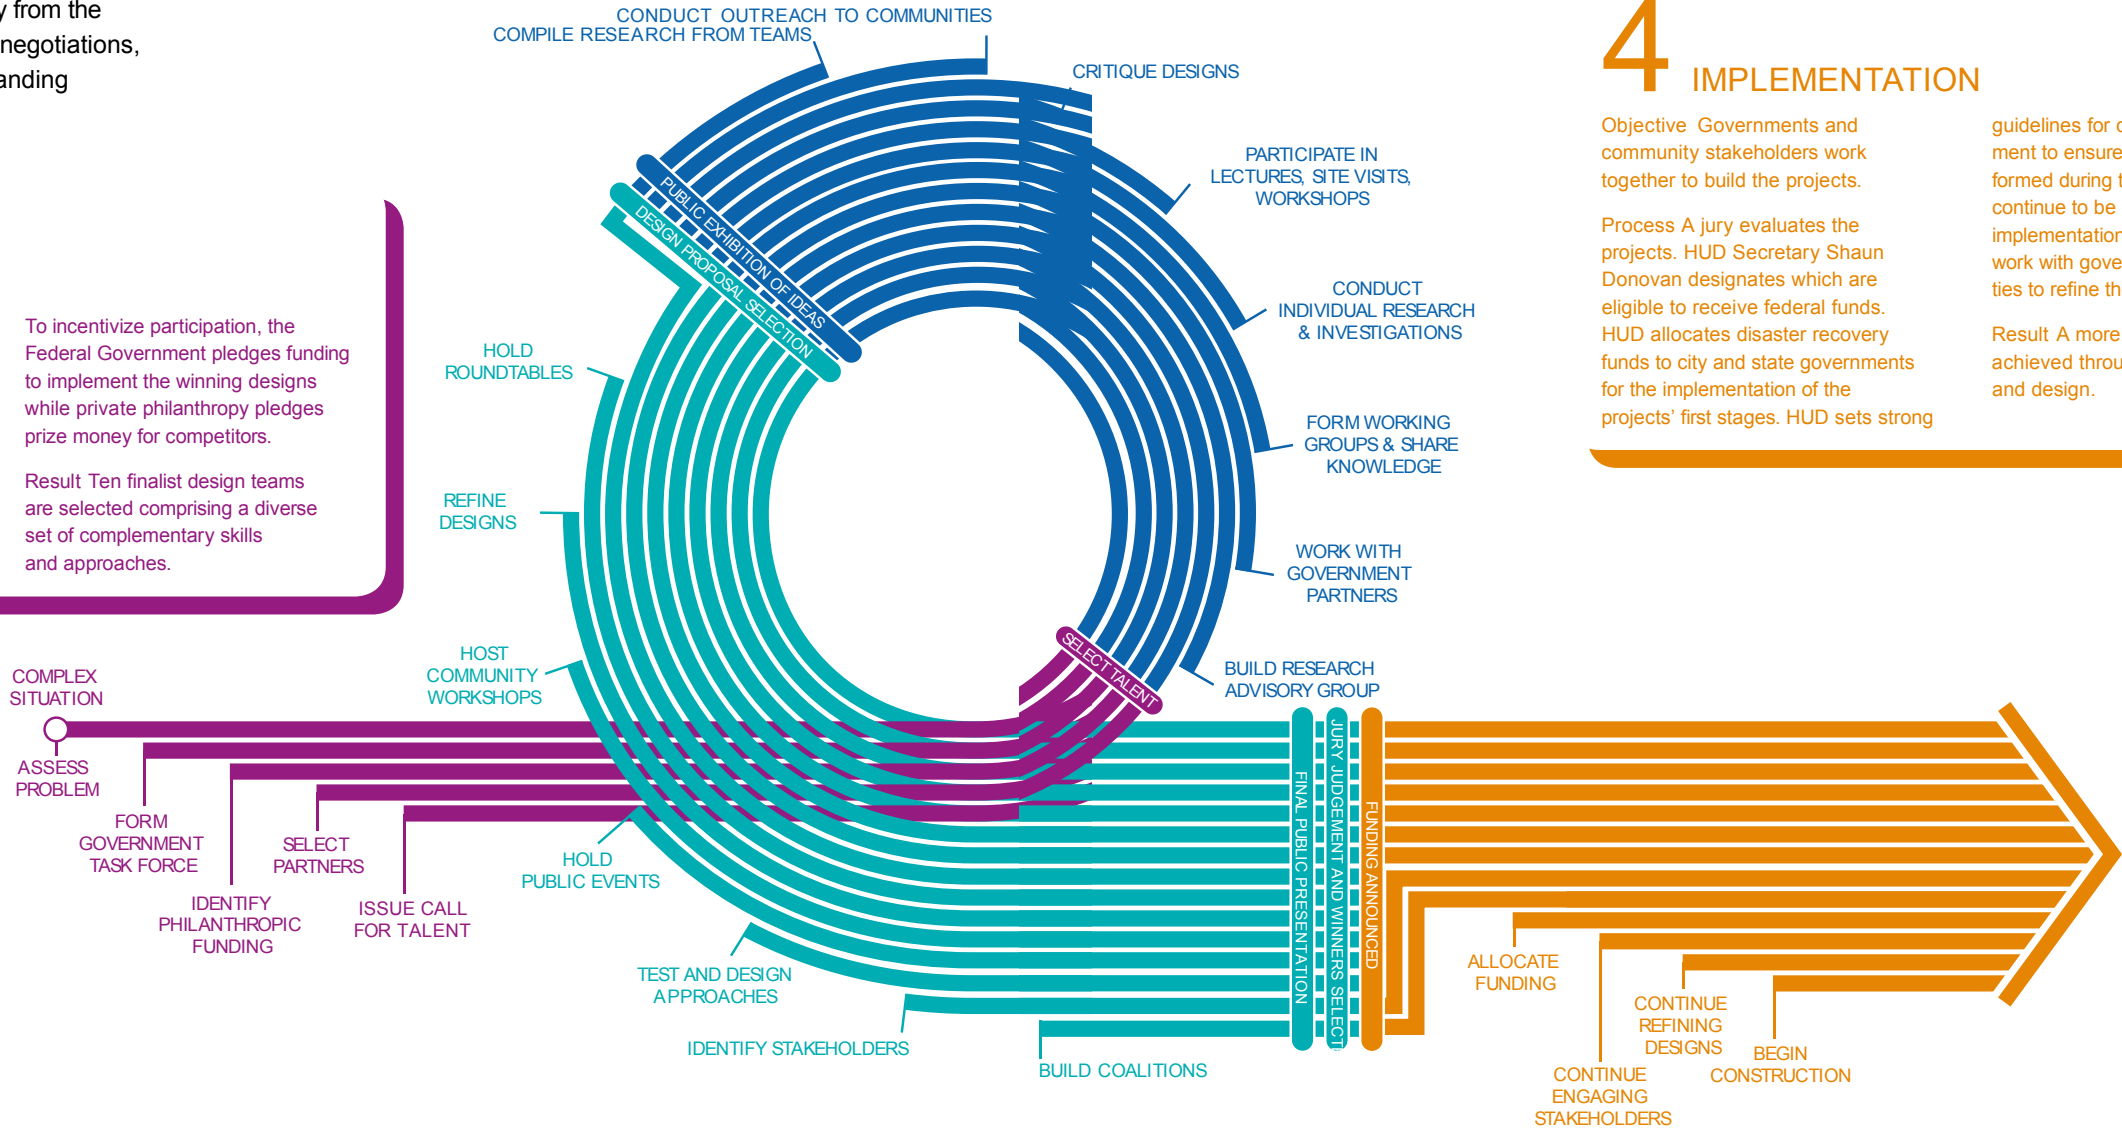 y from the
negotiations,
anding
To incentivize participation, the
Federal Government pledges funding
to implement the winning designs
while private philanthropy pledges
prize money for competitors.
Result Ten finalist design teams
are selected comprising a diverse
set of complementary skills
and approaches.
COMPLEX
SITUATION
ASSESS
PROBLEM
FORM
GOVERNMENT
TASK FORCE
IDENTIFY
PHILANTHROPIC
FUNDING
SELECT
PARTNERS
ISSUE CALL
FOR TALENT
SELECT TALENT
BUILD RESEARCH
ADVISORY GROUP
WORK WITH
GOVERNMENT
PARTNERS
FORM WORKING
GROUPS & SHARE
KNOWLEDGE
CONDUCT
INDIVIDUAL RESEARCH
& INVESTIGATIONS
PARTICIPATE IN
LECTURES, SITE VISITS,
WORKSHOPS
CRITIQUE DESIGNS
CONDUCT OUTREACH TO COMMUNITIES
COMPILE RESEARCH FROM TEAMS
PUBLIC EXHIBITION OF IDEAS
DESIGN PROPOSAL SELECTION
HOLD
ROUNDTABLES
REFINE
DESIGNS
HOST
COMMUNITY
WORKSHOPS
HOLD
PUBLIC EVENTS
TEST AND DESIGN
APPROACHES
IDENTIFY STAKEHOLDERS
BUILD COALITIONS
FINAL PUBLIC PRESENTATION
JURY JUDGEMENT AND WINNERS SELECT
FUNDING ANNOUNCED
ALLOCATE
FUNDING
CONTINUE
ENGAGING
STAKEHOLDERS
CONTINUE
REFINING
DESIGNS
BEGIN
CONSTRUCTION
4 IMPLEMENTATION
Objective Governments and
community stakeholders work
together to build the projects.
Process A jury evaluates the
projects. HUD Secretary Shaun
Donovan designates which are
eligible to receive federal funds.
HUD allocates disaster recovery
funds to city and state governments
for the implementation of the
projects' first stages. HUD sets strong
guidelines for
ment to ensure
formed during
continue to be
implementation
work with gove
ties to refine th
Result A more
achieved throu
and design.